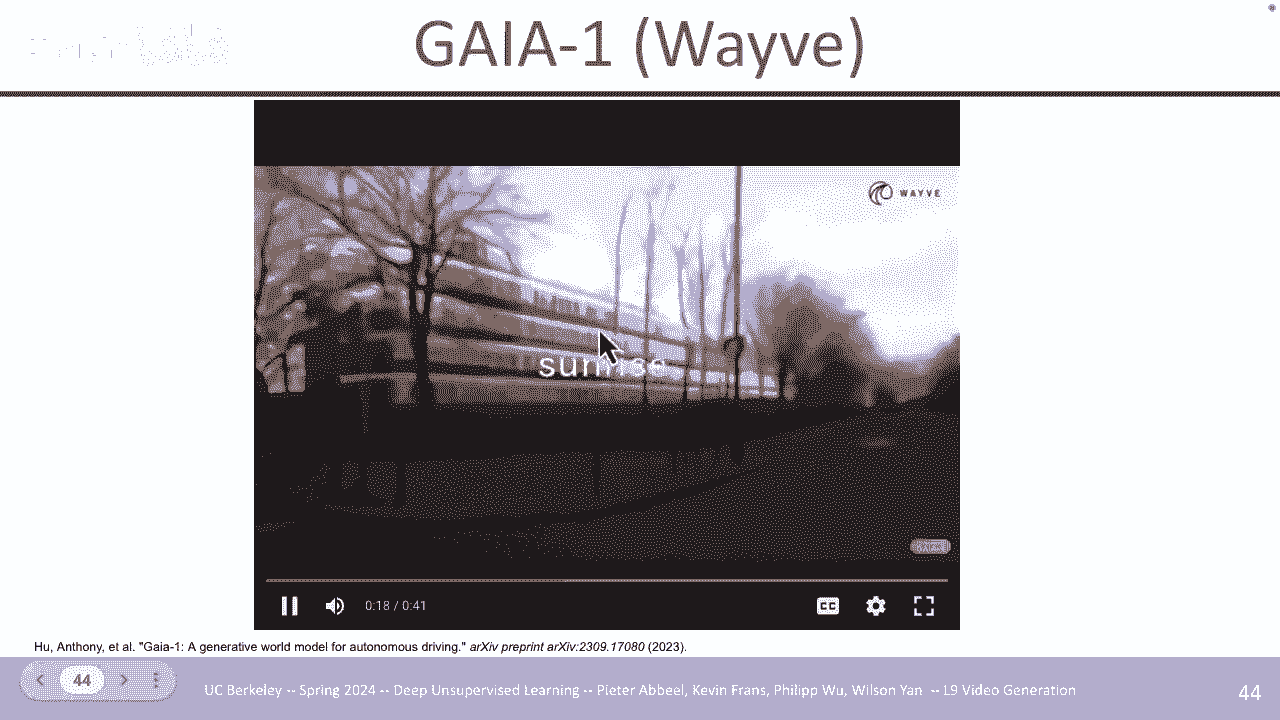 GAIA-1 (Wayve)
WAYVE
sunrise
0:18 / 0:41
CC
Hu, Anthony, et al. "Gaia-1: A generative world model for autonomous driving." arXiv preprint arXiv:2309.17080 (2023).
44
UC Berkeley -- Spring 2024 -- Deep Unsupervised Learning -- Pieter Abbeel, Kevin Frans, Philipp Wu, Wilson Yan -- L9 Video Generation
44